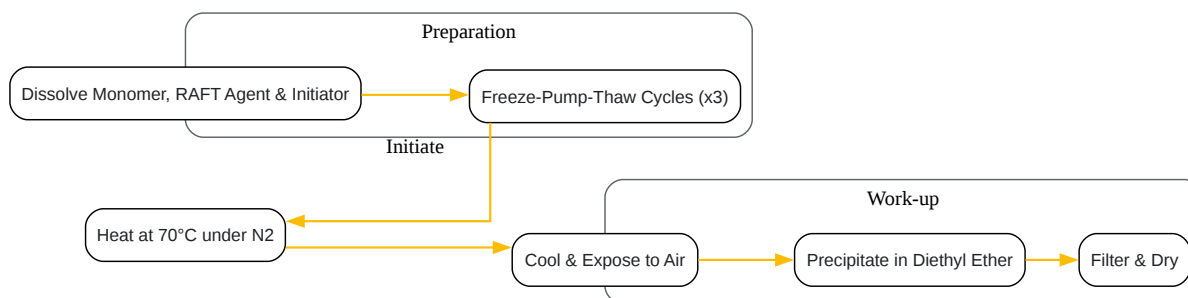 Preparation
Dissolve Monomer, RAFT Agent & Initiator
Freeze-Pump-Thaw Cycles (x3)
Initiate
Heat at 70°C under N2
Work-up
Cool & Expose to Air
Precipitate in Diethyl Ether
Filter & Dry